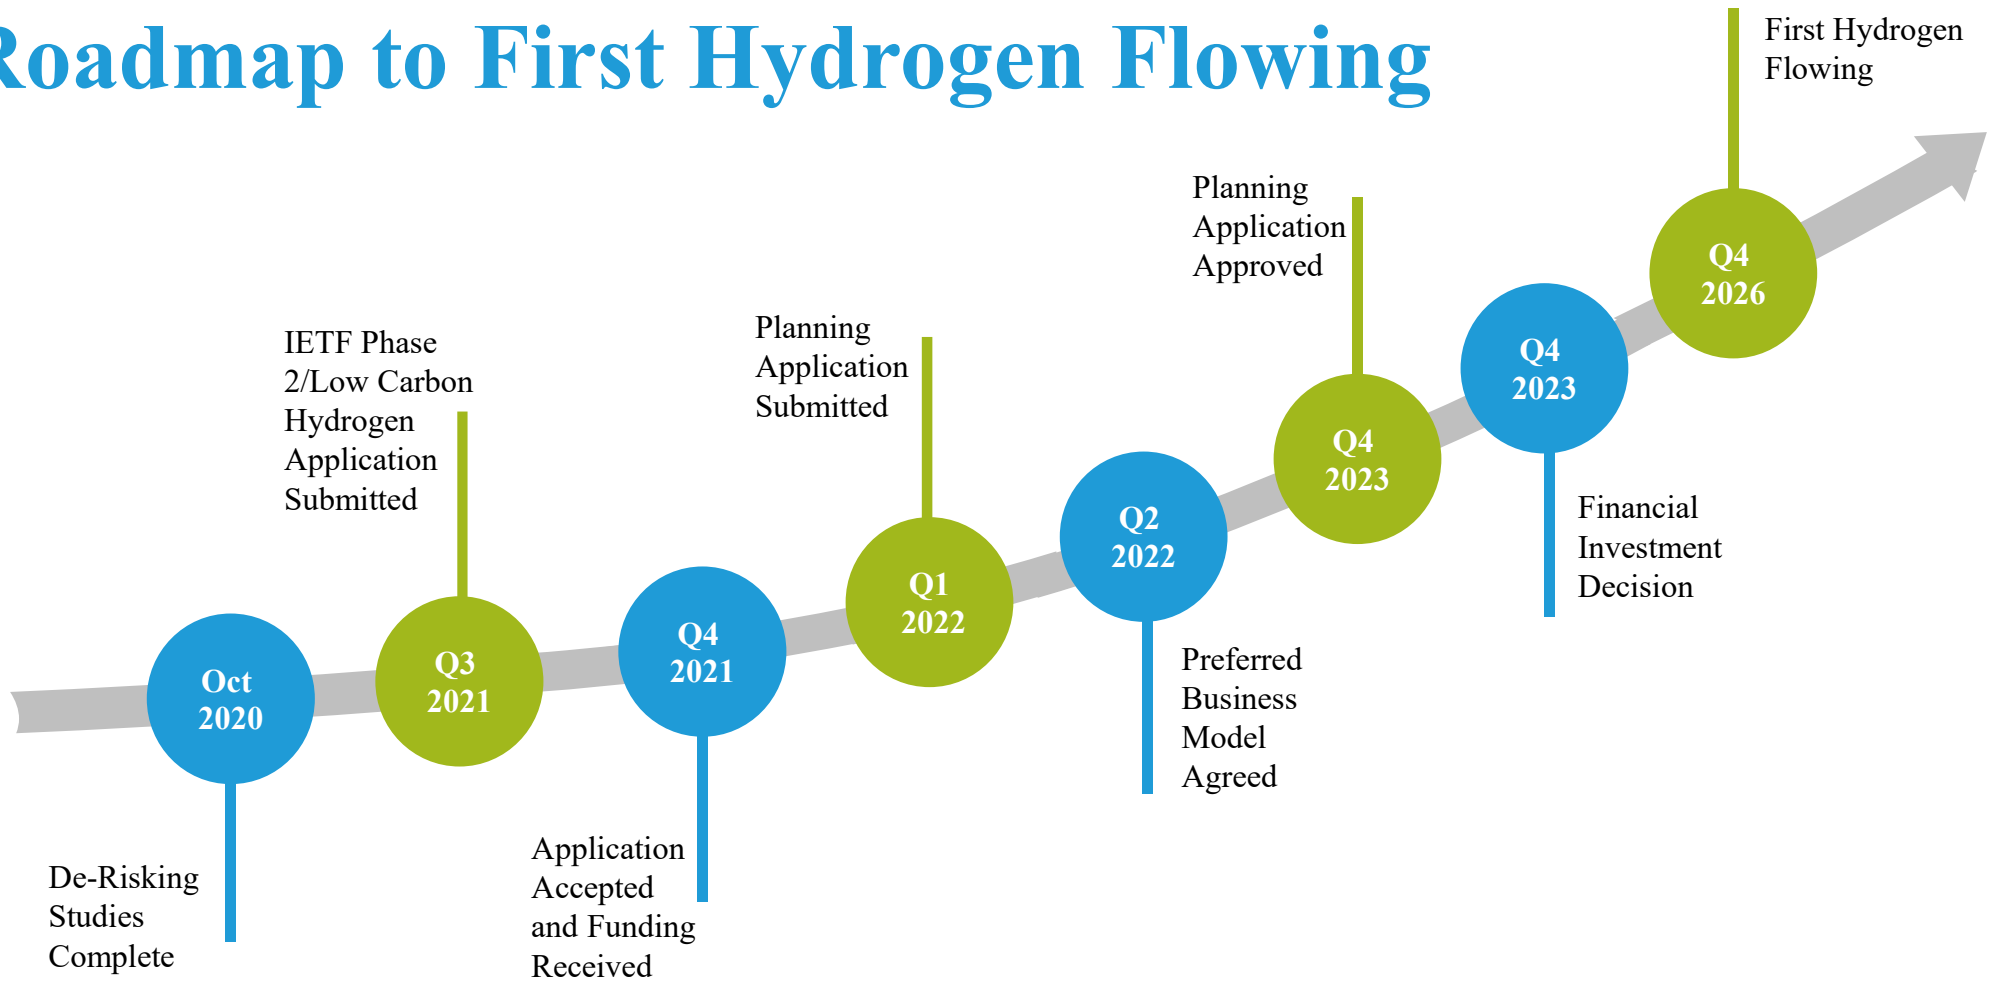 Roadmap to First Hydrogen Flowing
Oct
2020
De-Risking
Studies
Complete
IETF Phase
2/Low Carbon
Hydrogen
Application
Submitted
Q3
2021
Q4
2021
Application
Accepted
and Funding
Received
Planning
Application
Submitted
Q1
2022
Q2
2022
Preferred
Business
Model
Agreed
Planning
Application
Approved
Q4
2023
Q4
2023
Financial
Investment
Decision
First Hydrogen
Flowing
Q4
2026